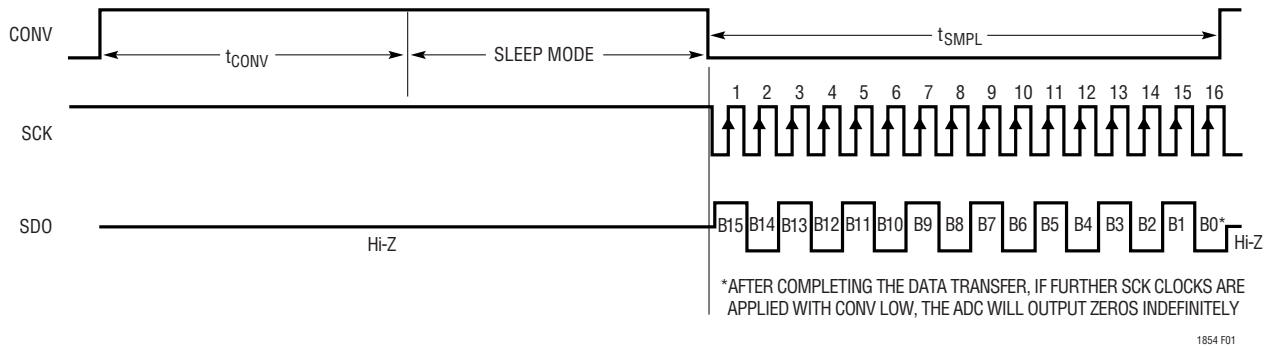 CONV
tCONV
SLEEP MODE
tSMPL
1 2 3 4 5 6 7 8 9 10 11 12 13 14 15 16
SCK
SDO
Hi-Z
B15 B14 B13 B12 B11 B10 B9 B8 B7 B6 B5 B4 B3 B2 B1 B0*
Hi-Z
*AFTER COMPLETING THE DATA TRANSFER, IF FURTHER SCK CLOCKS ARE
APPLIED WITH CONV LOW, THE ADC WILL OUTPUT ZEROS INDEFINITELY
1854 F01